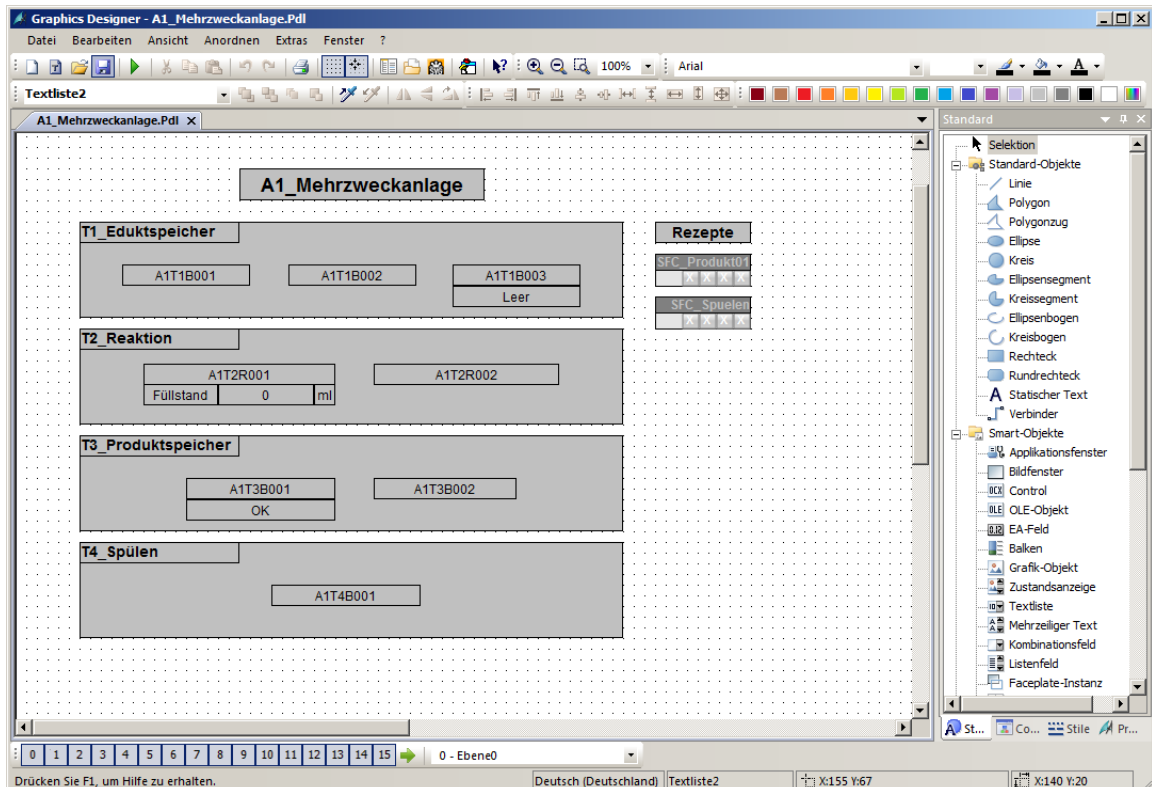 Graphics Designer - A1_Mehrzweckanlage.Pdl
Datei Bearbeiten Ansicht Anordnen Extras Fenster ?
100% Arial
Textliste2
A1_Mehrzweckanlage.Pdl
Standard
A1_Mehrzweckanlage
T1_Eduktspeicher
A1T1B001 A1T1B002 A1T1B003
Leer
Rezepte
SFC_Produkt01
X X X X
SFC_Spuelen
X X X X
T2_Reaktion
A1T2R001 A1T2R002
Füllstand 0 ml
T3_Produktspeicher
A1T3B001 A1T3B002
OK
T4_Spülen
A1T4B001
Selektion
Standard-Objekte
Linie
Polygon
Polygonzug
Ellipse
Kreis
Ellipsensegment
Kreissegment
Ellipsenbogen
Kreisbogen
Rechteck
Rundrechteck
A Statischer Text
Verbinder
Smart-Objekte
Applikationsfenster
Bildfenster
OCX Control
OLE OLE-Objekt
0.12 EA-Feld
Balken
Grafik-Objekt
Zustandsanzeige
Textliste
Mehrzeiliger Text
Kombinationsfeld
Listenfeld
Faceplate-Instanz
St... Co... Stile Pr...
0 1 2 3 4 5 6 7 8 9 10 11 12 13 14 15 0 - Ebene0
Drücken Sie F1, um Hilfe zu erhalten. Deutsch (Deutschland) Textliste2 X:155 Y:67 X:140 Y:20